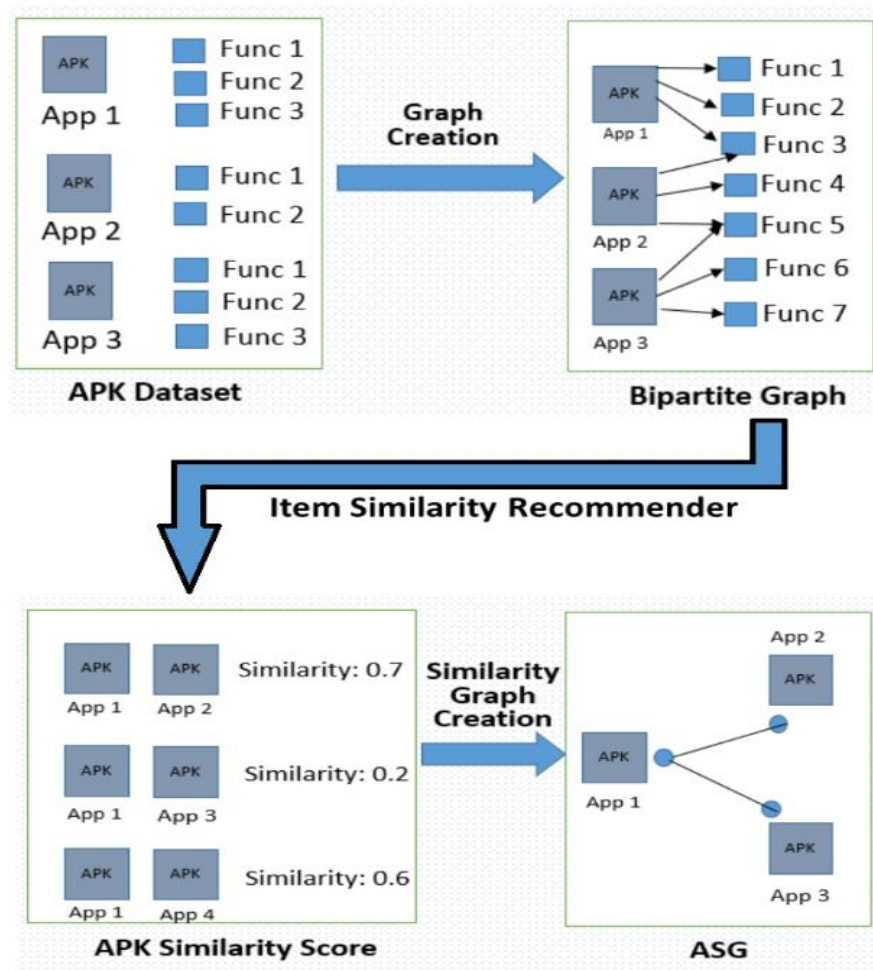 APK
App 1
Func 1
Func 2
Func 3
APK
App 2
Func 1
Func 2
APK
App 3
Func 1
Func 2
Func 3
APK Dataset
Graph
Creation
APK
App 1
APK
App 2
APK
App 3
Func 1
Func 2
Func 3
Func 4
Func 5
Func 6
Func 7
Bipartite Graph
Item Similarity Recommender
APK
App 1
APK
App 2
Similarity: 0.7
APK
App 1
APK
App 3
Similarity: 0.2
APK
App 1
APK
App 4
Similarity: 0.6
APK Similarity Score
Similarity
Graph
Creation
App 2
APK
APK
App 1
APK
App 3
ASG